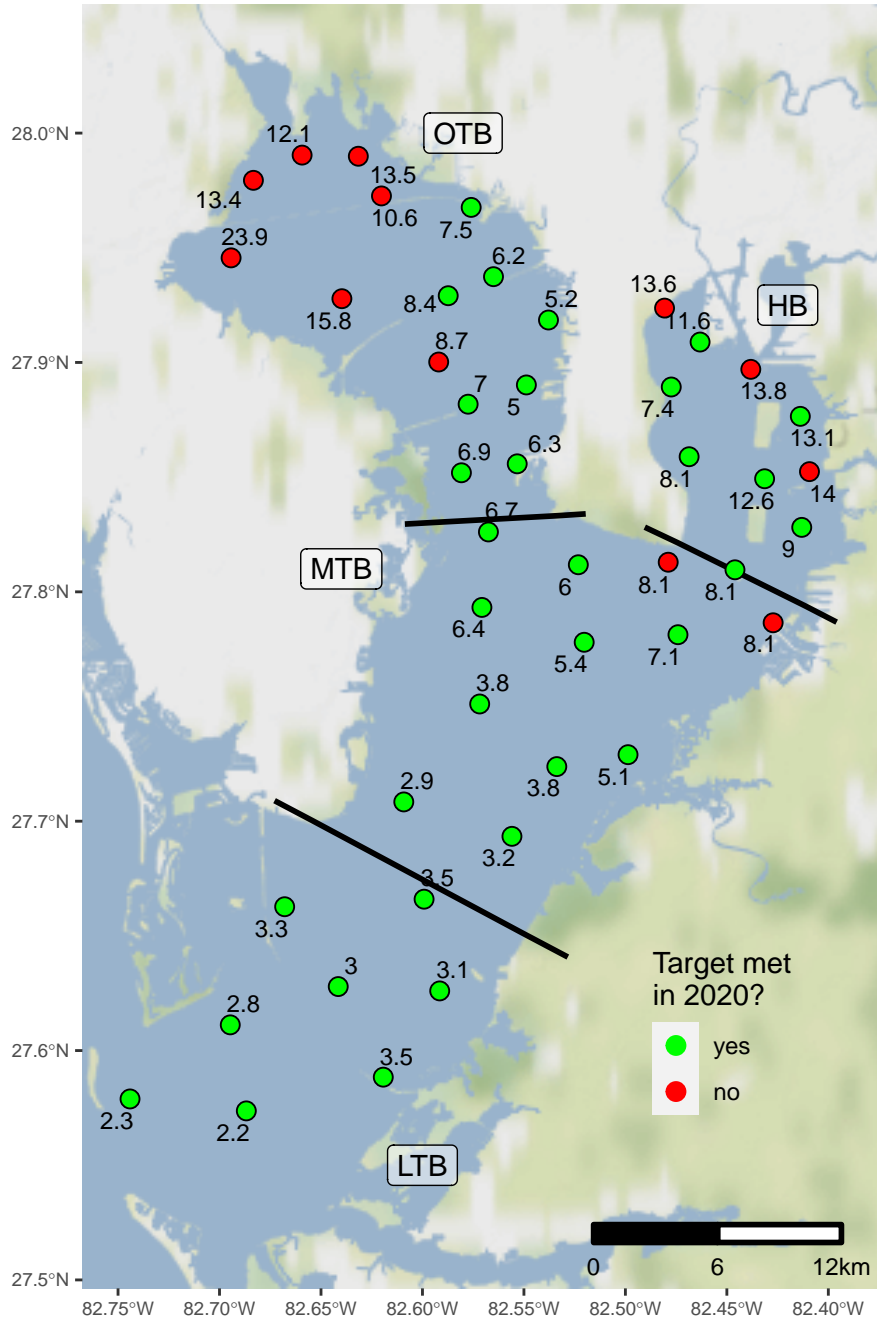 28.0°N
27.9°N
27.8°N
27.7°N
27.6°N
27.5°N
OTB
12.1
13.4
13.5
10.6
23.9
7.5
6.2
8.4
5.2
15.8
8.7
7
5
6.9
6.3
6.7
HB
13.6
11.6
13.8
7.4
13.1
8.1
12.6
14
9
MTB
6
8.1
8.1
8.1
6.4
5.4
7.1
3.8
3.8
5.1
2.9
3.2
3.5
3.3
3
3.1
2.8
3.5
2.3
2.2
LTB
Target met
in 2020?
yes
no
0 6 12km
82.75°W 82.70°W 82.65°W 82.60°W 82.55°W 82.50°W 82.45°W 82.40°W